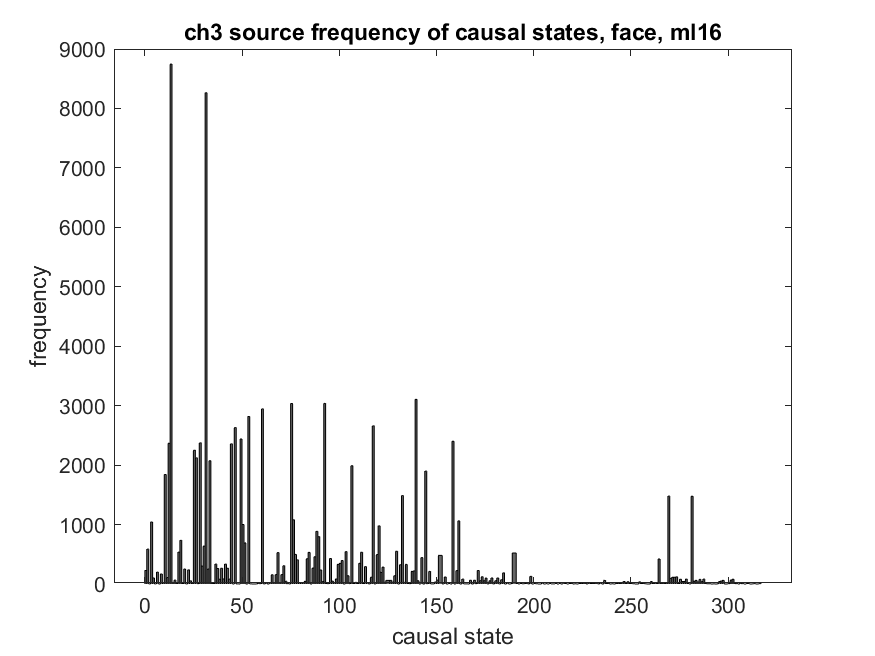 ch3 source frequency of causal states, face, ml16
9000
8000
7000
6000
5000
4000
3000
2000
1000
0
frequency
0 50 100 150 200 250 300
causal state